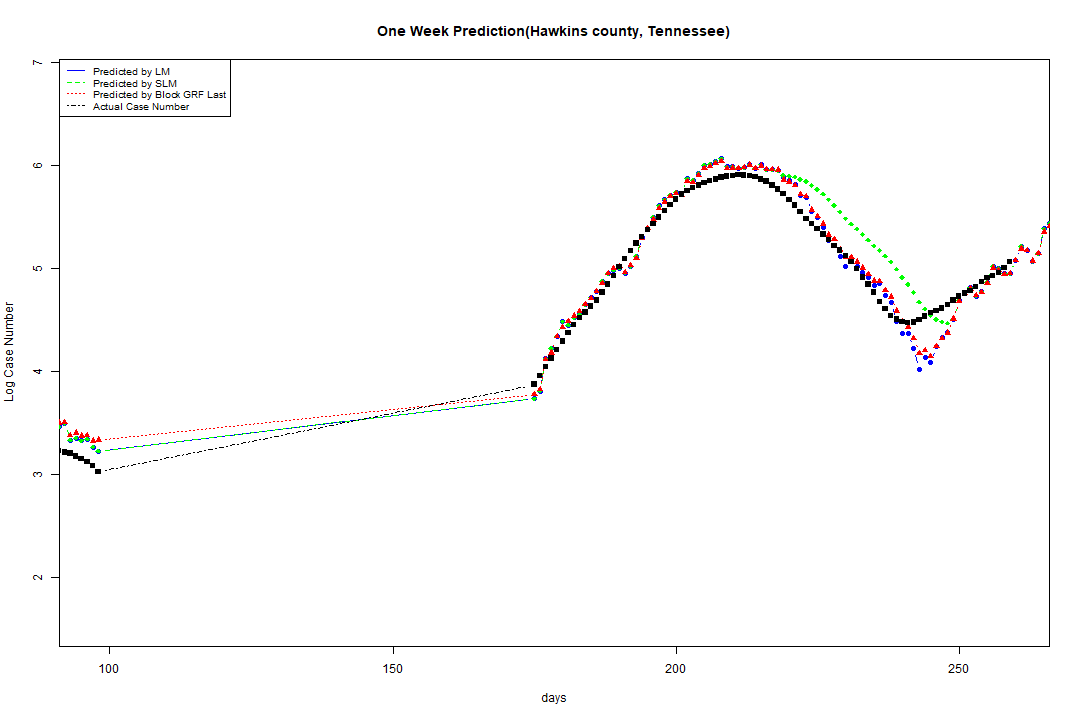 One Week Prediction(Hawkins county, Tennessee)
Predicted by LM
Predicted by SLM
Predicted by Block GRF Last
Actual Case Number
7
6
5
4
3
2
Log Case Number
100
150
200
250
days